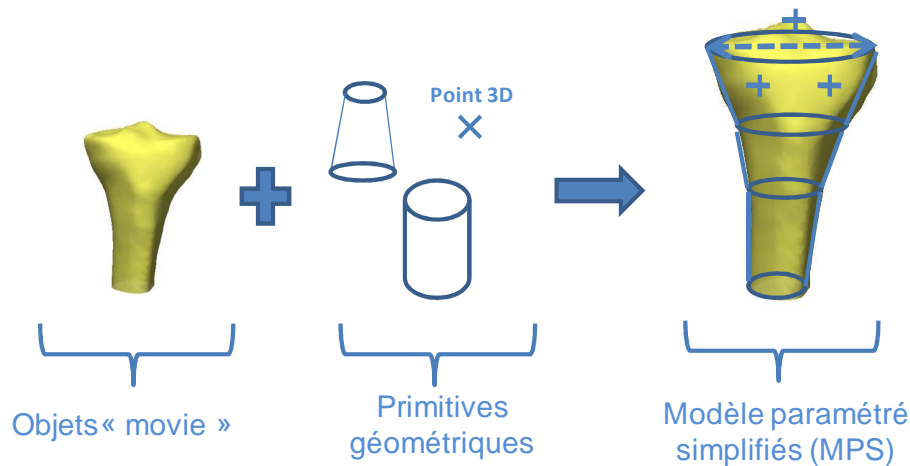 Point 3D
Objets « movie »
Primitives
géométriques
Modèle paramétré
simplifiés (MPS)